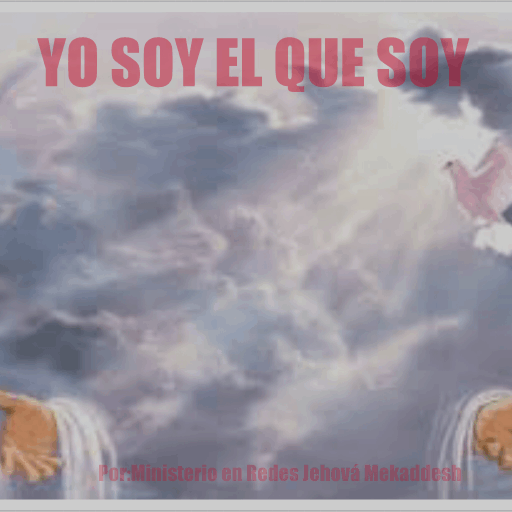 YO SOY EL QUE SOY
Por:Ministerio en Redes Jehová Mekaddesh